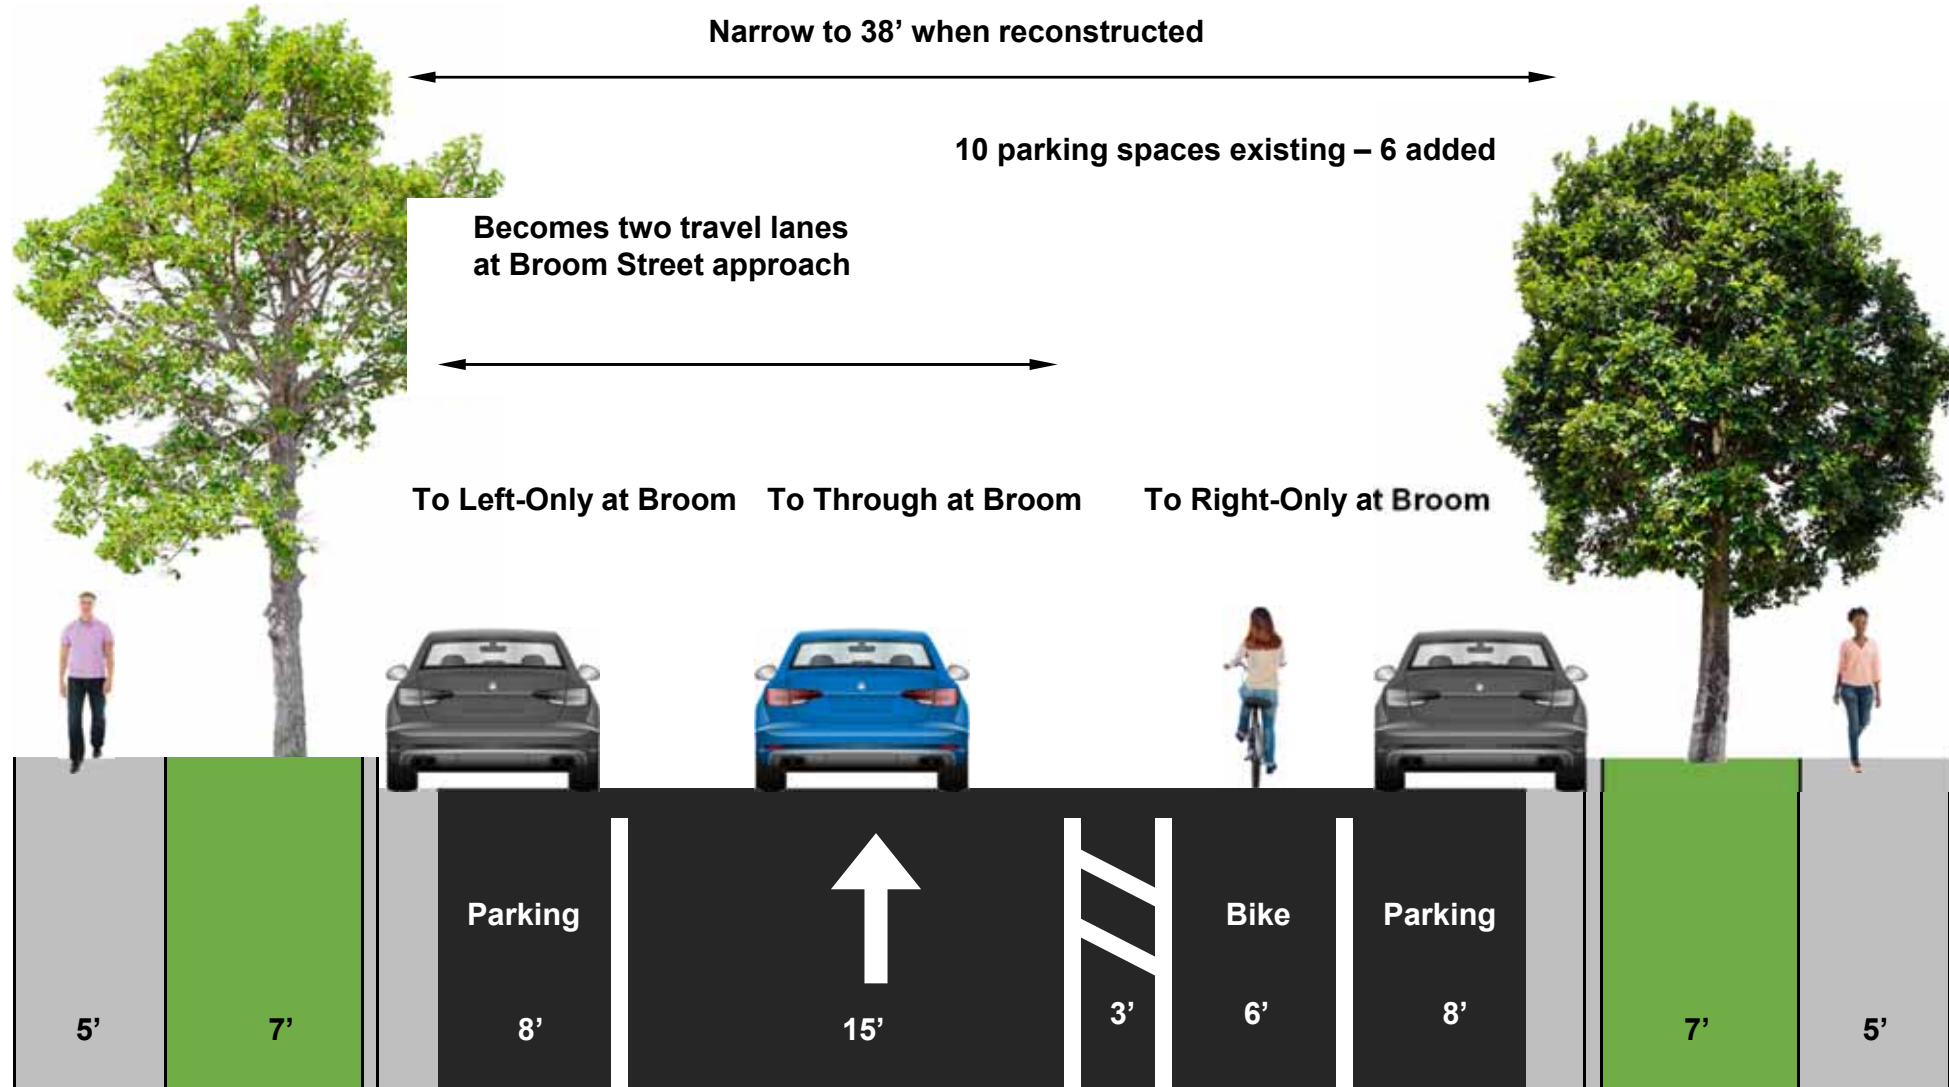 Narrow to 38’ when reconstructed
10 parking spaces existing – 6 added
Becomes two travel lanes
at Broom Street approach
To Left-Only at Broom
To Through at Broom
To Right-Only at Broom
Parking
Bike
Parking
5’
7’
8’
15’
3’
6’
8’
7’
5’